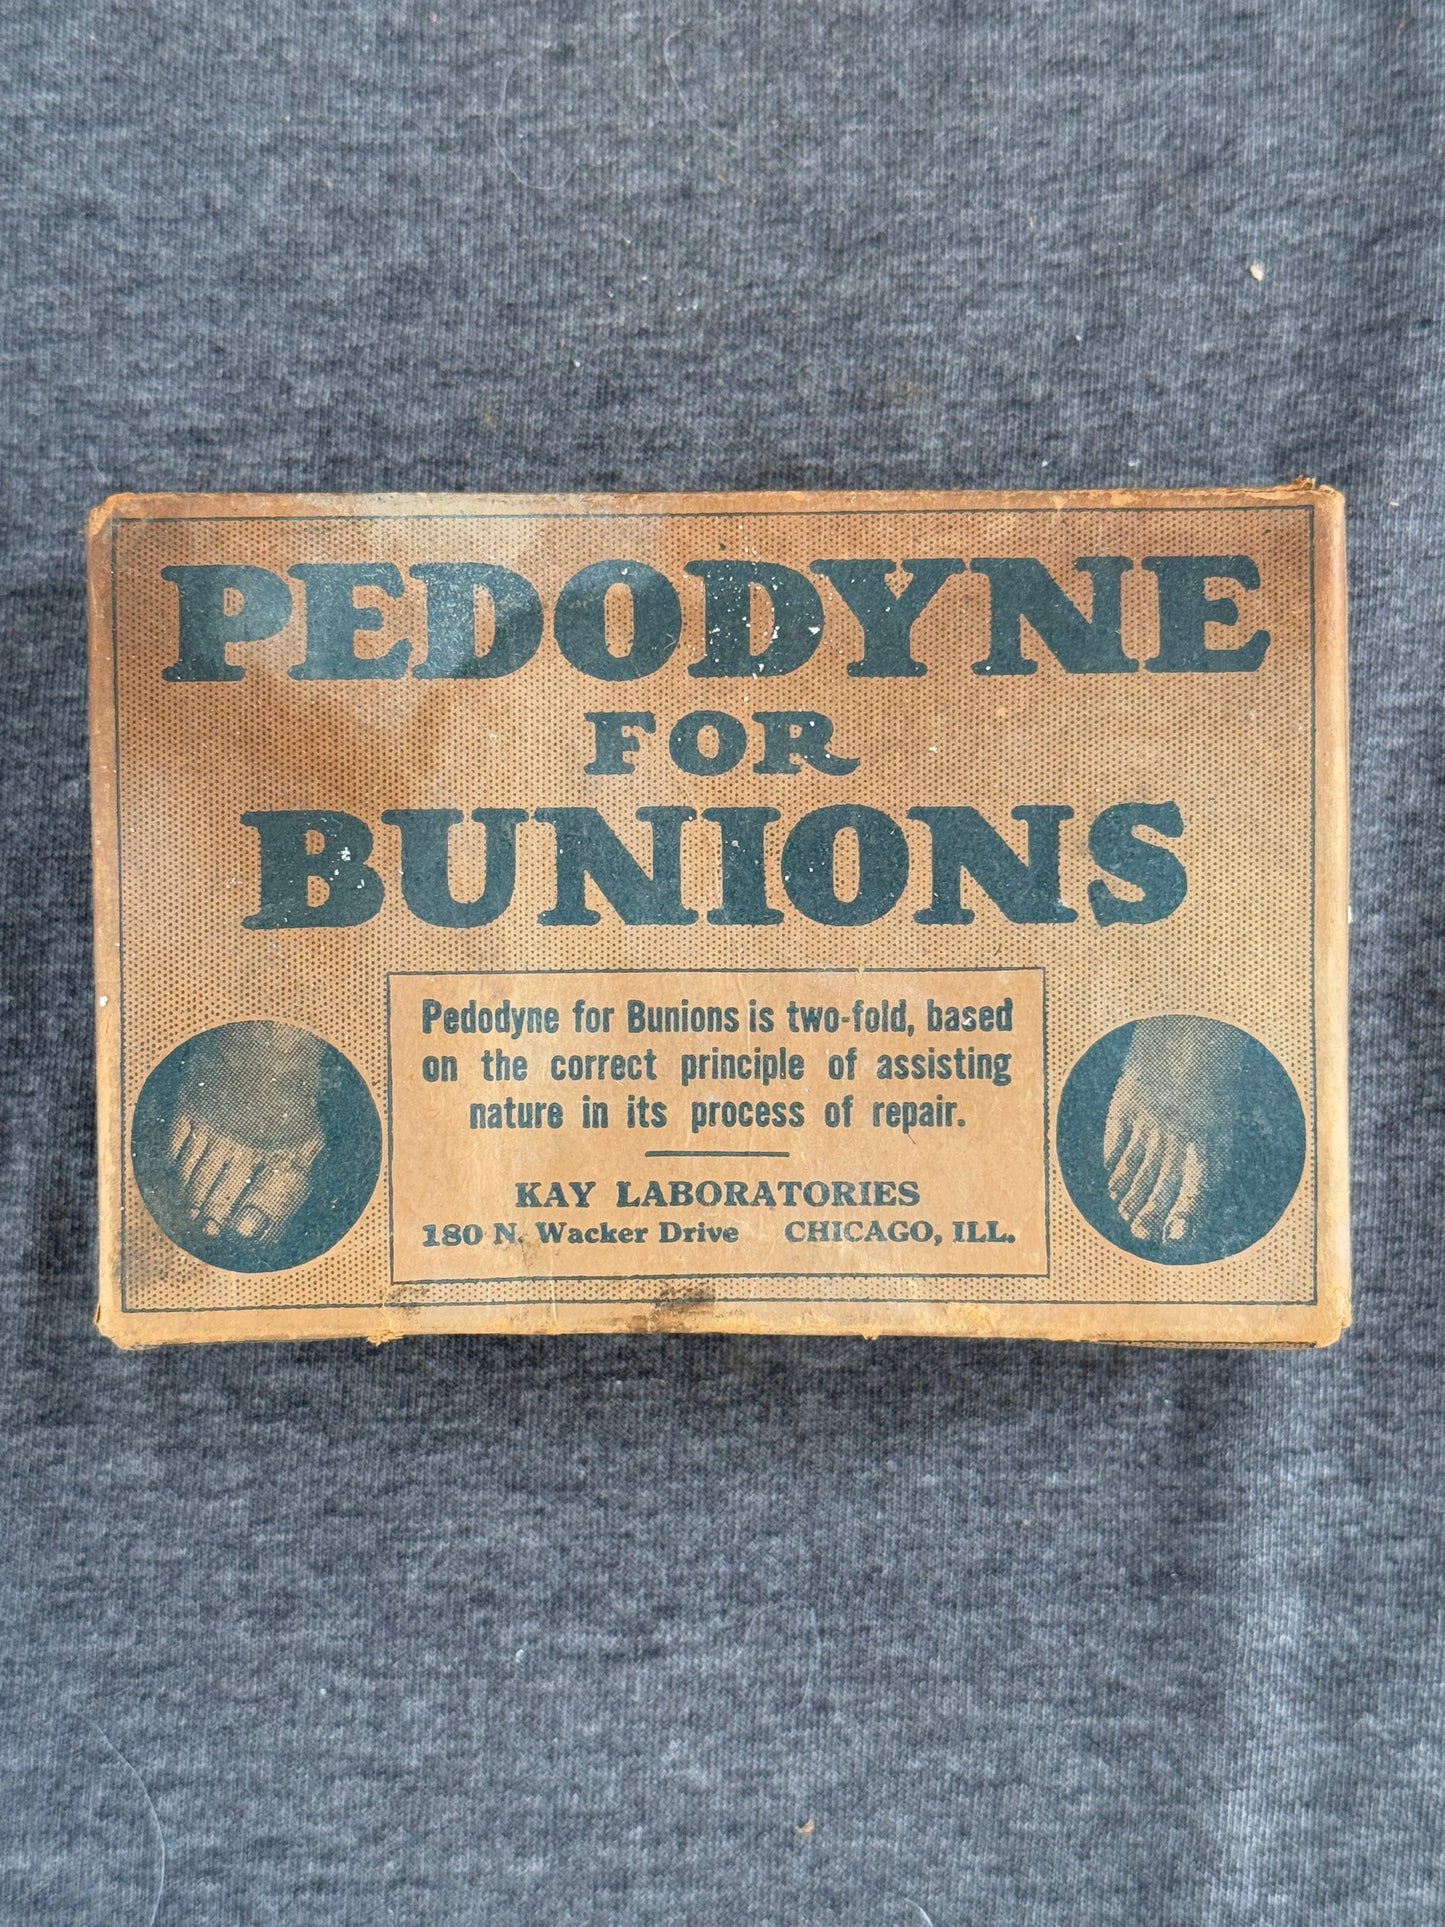 PEDODYNE
FOR
BUNIONS
Pedodyne for Bunions is two-fold, based
on the correct principle of assisting
nature in its process of repair.
KAY LABORATORIES
180 N. Wacker Drive CHICAGO, ILL.